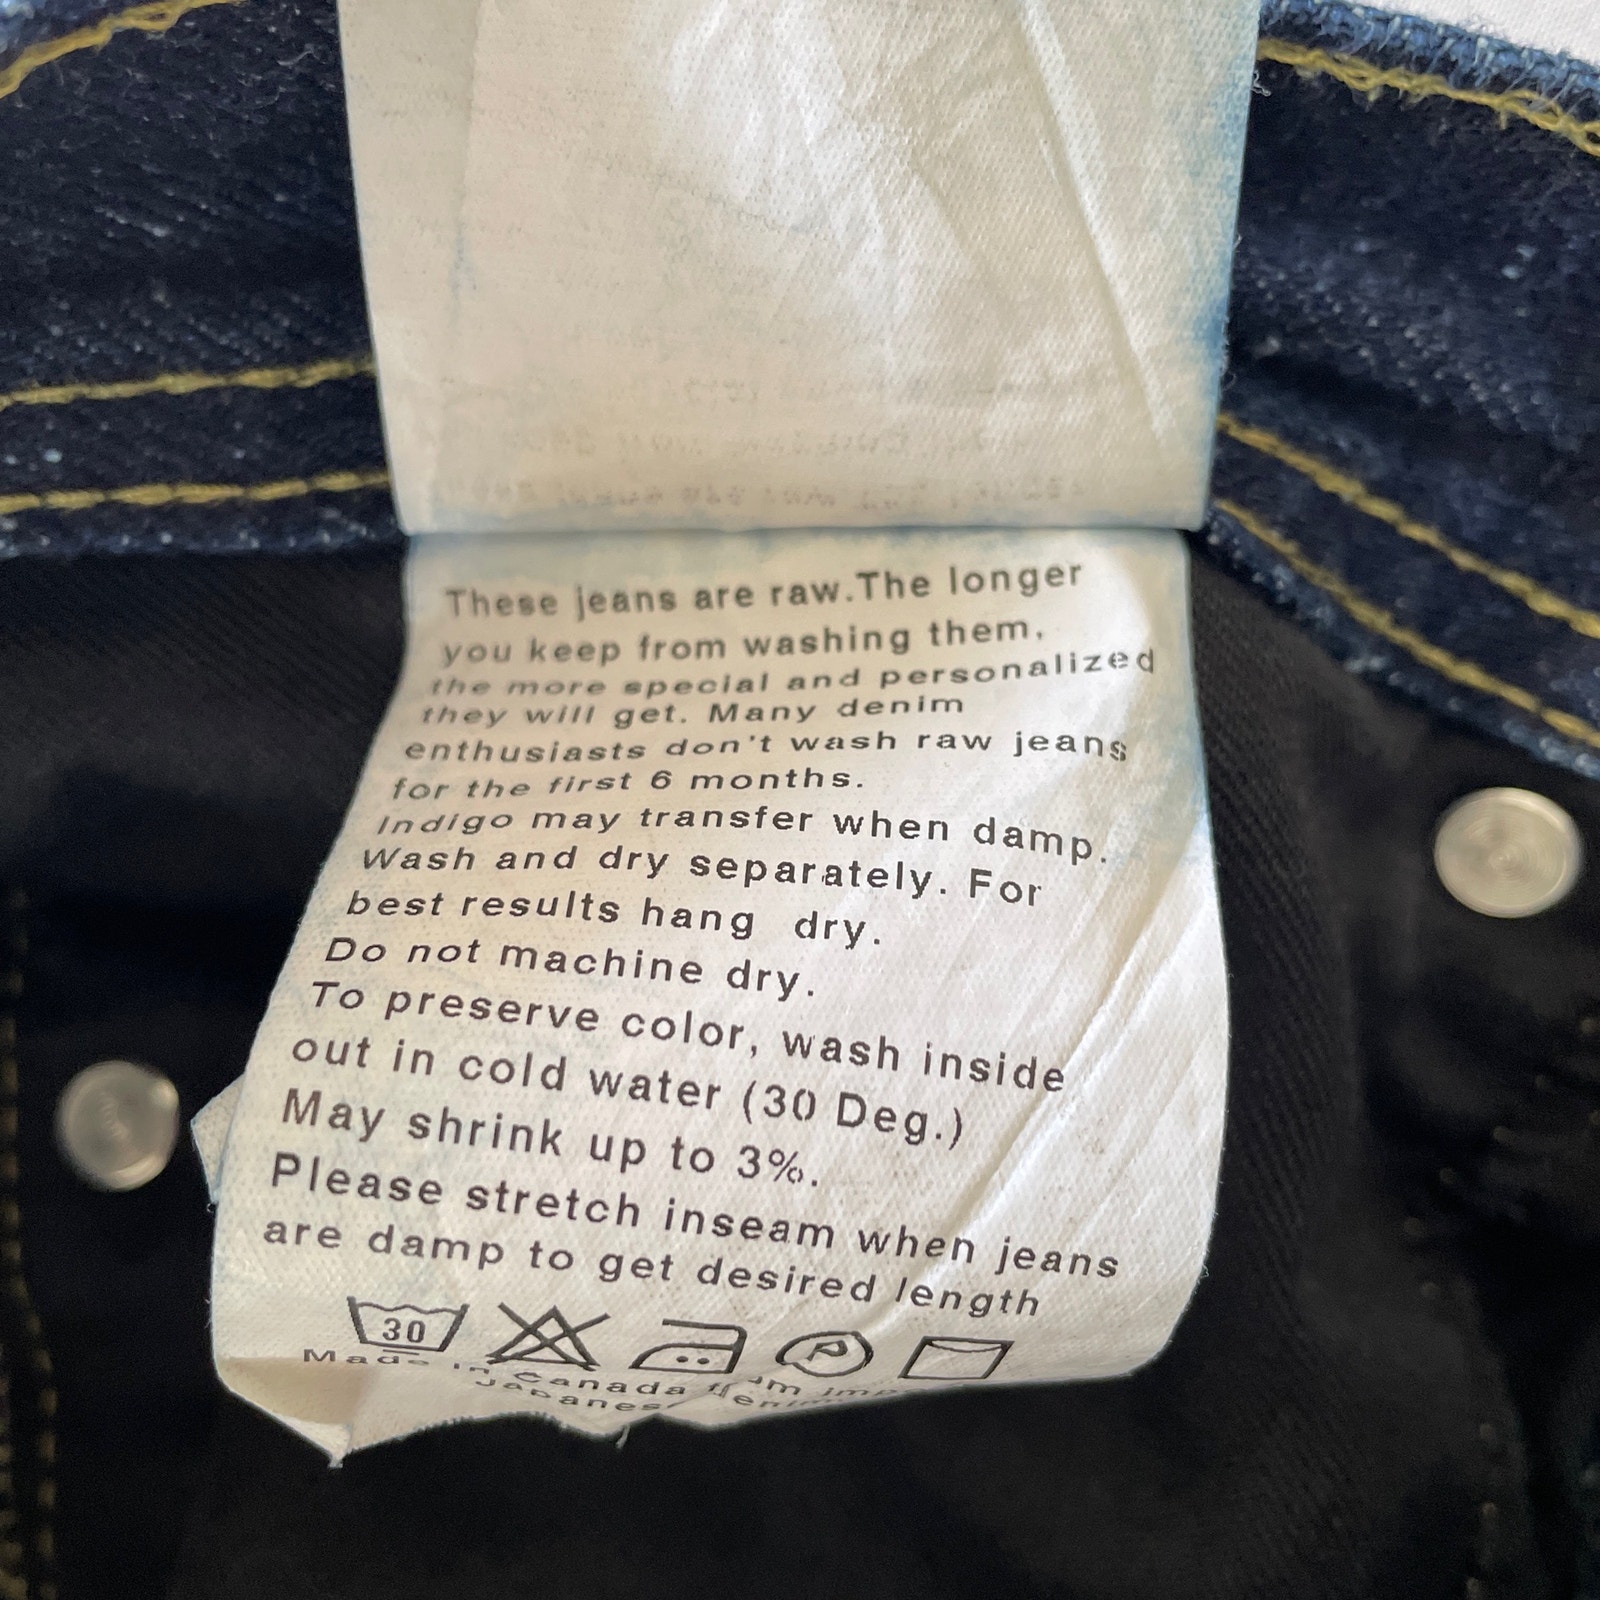 These jeans are raw.The longer
you keep from washing them,
the more special and personalized
they will get. Many denim
enthusiasts don't wash raw jeans
for the first 6 months.
Indigo may transfer when damp.
Wash and dry separately. For
best results hang dry.
Do not machine dry.
To preserve color, wash inside
out in cold water (30 Deg.)
May shrink up to 3%.
Please stretch inseam when jeans
are damp to get desired length
30
P
Made in Canada